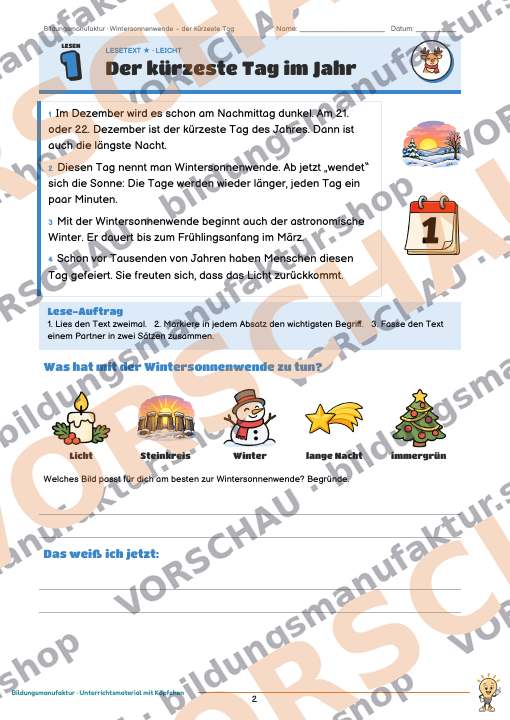 Bildungsmanufaktur · Wintersonnenwende – der kürzeste Tag Name: Datum:
LESEN
1
LESETEXT ★ · LEICHT
Der kürzeste Tag im Jahr
1 Im Dezember wird es schon am Nachmittag dunkel. Am 21.
oder 22. Dezember ist der kürzeste Tag des Jahres. Dann ist
auch die längste Nacht.
2 Diesen Tag nennt man Wintersonnenwende. Ab jetzt „wendet“
sich die Sonne: Die Tage werden wieder länger, jeden Tag ein
paar Minuten.
3 Mit der Wintersonnenwende beginnt auch der astronomische
Winter. Er dauert bis zum Frühlingsanfang im März.
4 Schon vor Tausenden von Jahren haben Menschen diesen
Tag gefeiert. Sie freuten sich, dass das Licht zurückkommt.
1
Lese-Auftrag
1. Lies den Text zweimal. 2. Markiere in jedem Absatz den wichtigsten Begriff. 3. Fasse den Text
einem Partner in zwei Sätzen zusammen.
Was hat mit der Wintersonnenwende zu tun?
Licht Steinkreis Winter lange Nacht immergrün
Welches Bild passt für dich am besten zur Wintersonnenwende? Begründe.
Das weiß ich jetzt:
Bildungsmanufaktur · Unterrichtsmaterial mit Köpfchen
2
VORSCHAU · bildungsmanufaktur.shop